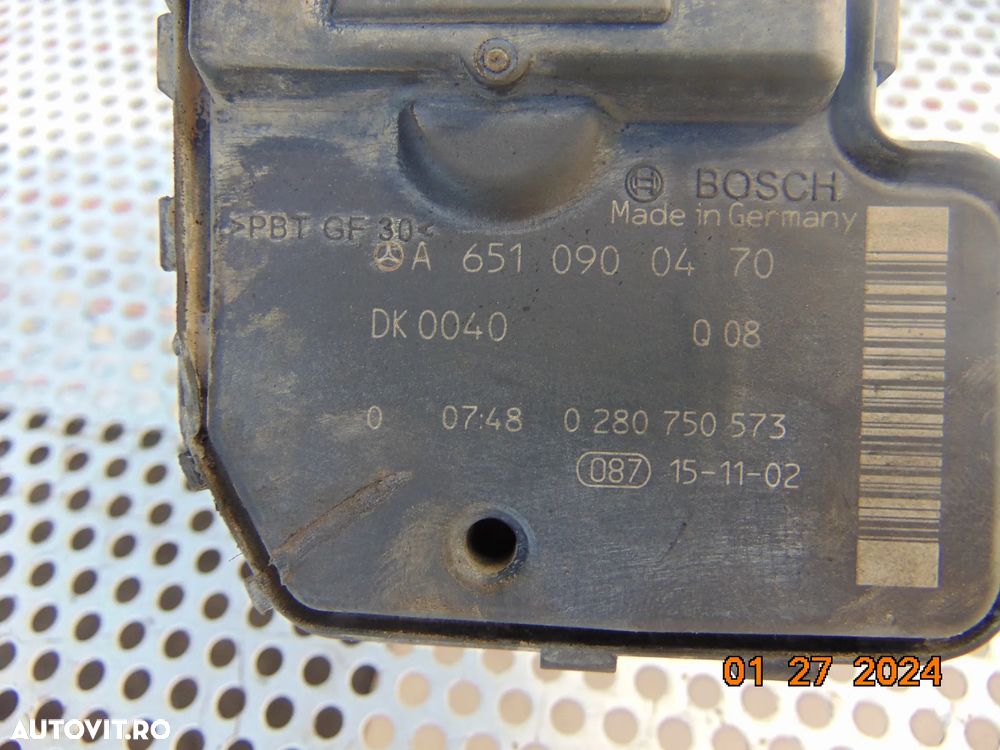 BOSCH
Made in Germany
>PBT GF 30<
A 651 090 04 70
DK 0040 Q 08
0 07:48 0 280 750 573
087 15-11-02
01 27 2024
AUTOVIT.RO